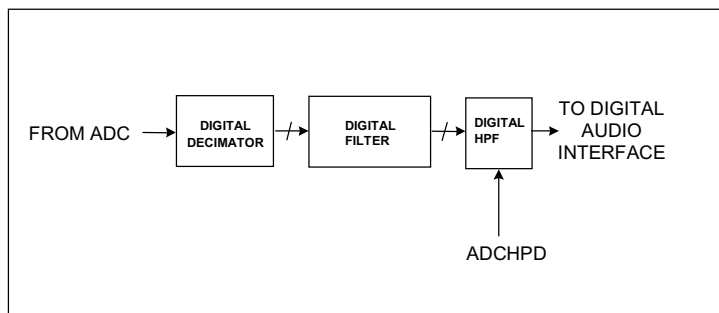 FROM ADC
DIGITAL
DECIMATOR
DIGITAL
FILTER
DIGITAL
HPF
TO DIGITAL
AUDIO
INTERFACE
ADCHPD